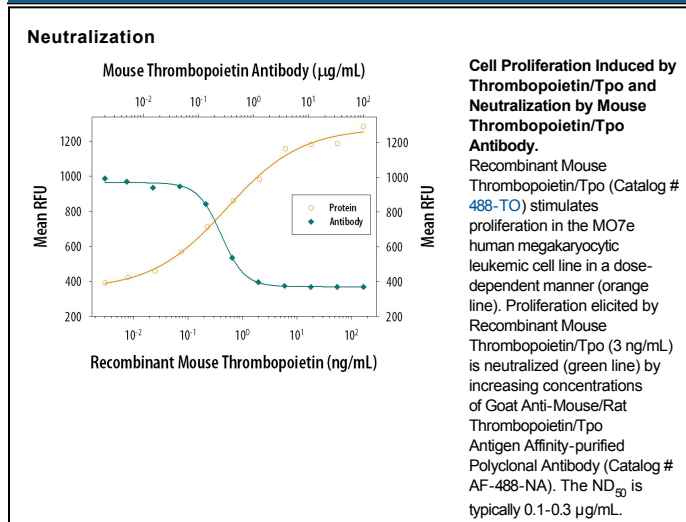 Neutralization
Mouse Thrombopoietin Antibody (µg/mL)
10-2 10-1 100 101 102
1200 1200
1000 1000
800 800
600 600
400 400
200 200
Mean RFU
Mean RFU
Protein
Antibody
10-2 10-1 100 101 102
Recombinant Mouse Thrombopoietin (ng/mL)
Cell Proliferation Induced by
Thrombopoietin/Tpo and
Neutralization by Mouse
Thrombopoietin/Tpo
Antibody.
Recombinant Mouse
Thrombopoietin/Tpo (Catalog #
488-TO) stimulates
proliferation in the MO7e
human megakaryocytic
leukemic cell line in a dose-
dependent manner (orange
line). Proliferation elicited by
Recombinant Mouse
Thrombopoietin/Tpo (3 ng/mL)
is neutralized (green line) by
increasing concentrations
of Goat Anti-Mouse/Rat
Thrombopoietin/Tpo
Antigen Affinity-purified
Polyclonal Antibody (Catalog #
AF-488-NA). The ND50 is
typically 0.1-0.3 µg/mL.